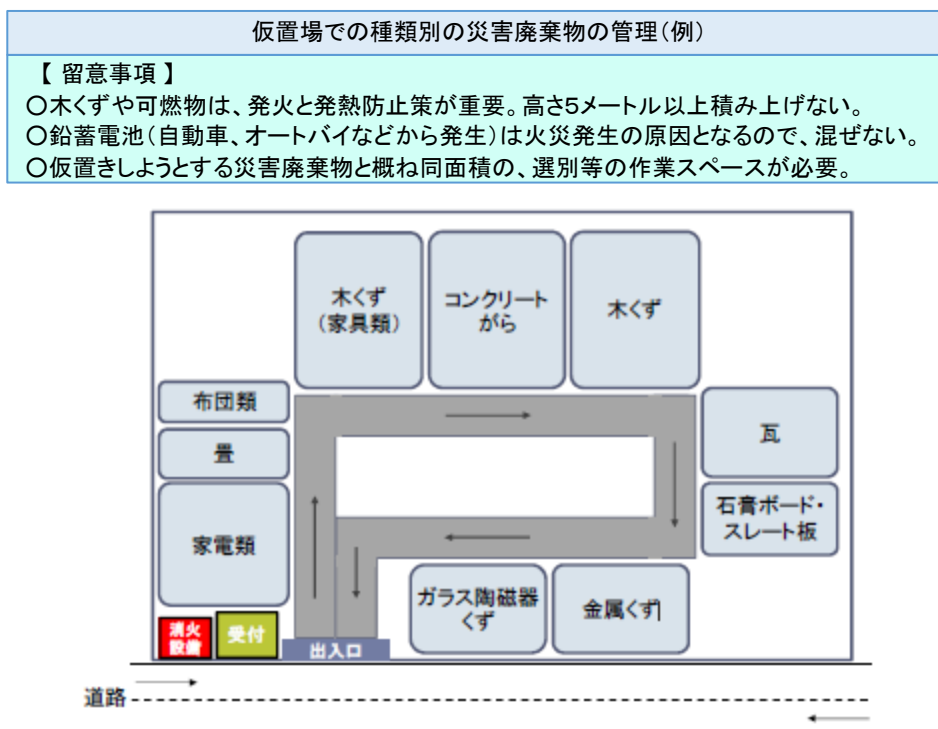 仮置場での種類別の災害廃棄物の管理（例）
【 留意事項 】
○木くずや可燃物は、発火と発熱防止策が重要。高さ5メートル以上積み上げない。
○鉛蓄電池（自動車、オートバイなどから発生）は火災発生の原因となるので、混ぜない。
○仮置きしようとする災害廃棄物と概ね同面積の、選別等の作業スペースが必要。
木くず
（家具類）
コンクリート
がら
木くず
布団類
畳
家電類
瓦
石膏ボード・
スレート板
ガラス陶磁器
くず
金属くず
消火
設備
受付
出入口
道路